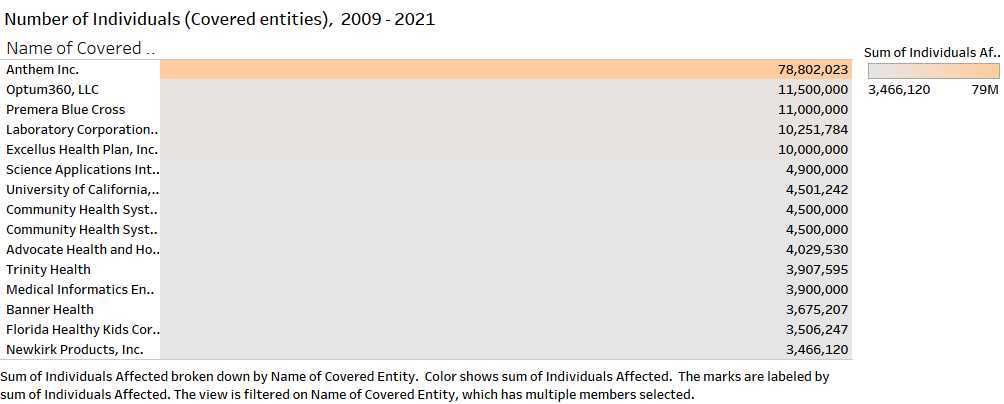 Number of Individuals (Covered entities),  2009 - 2021
Name of Covered ..
Sum of Individuals Af..
3,466,120 79M
Anthem Inc. 78,802,023
Optum360, LLC 11,500,000
Premera Blue Cross 11,000,000
Laboratory Corporation.. 10,251,784
Excellus Health Plan, Inc. 10,000,000
Science Applications Int.. 4,900,000
University of California,.. 4,501,242
Community Health Syst.. 4,500,000
Community Health Syst.. 4,500,000
Advocate Health and Ho.. 4,029,530
Trinity Health 3,907,595
Medical Informatics En.. 3,900,000
Banner Health 3,675,207
Florida Healthy Kids Cor.. 3,506,247
Newkirk Products, Inc. 3,466,120
Sum of Individuals Affected broken down by Name of Covered Entity.  Color shows sum of Individuals Affected.  The marks are labeled by
sum of Individuals Affected. The view is filtered on Name of Covered Entity, which has multiple members selected.